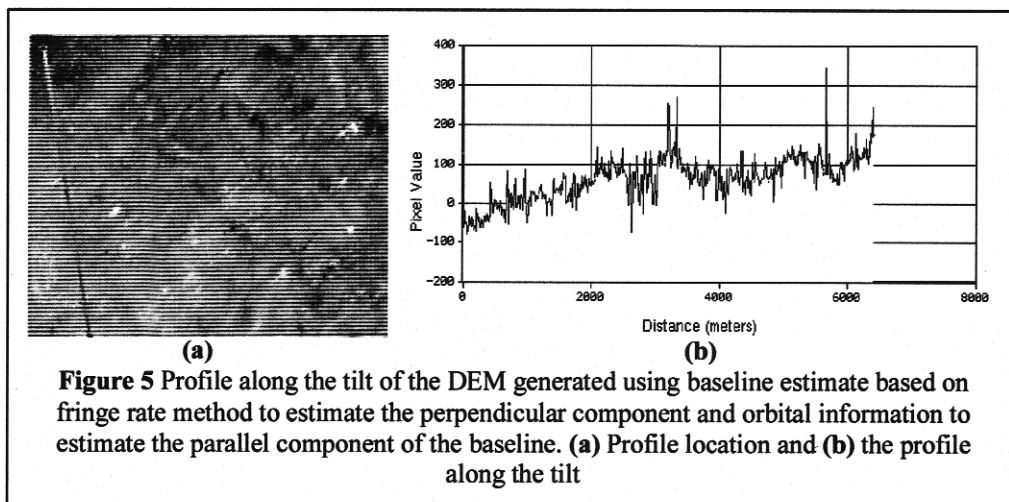 400
300
200
100
0
-100
-200
Pixel Value
0 2000 4000 6000 8000
Distance (meters)
(a) (b)
Figure 5 Profile along the tilt of the DEM generated using baseline estimate based on
fringe rate method to estimate the perpendicular component and orbital information to
estimate the parallel component of the baseline. (a) Profile location and (b) the profile
along the tilt